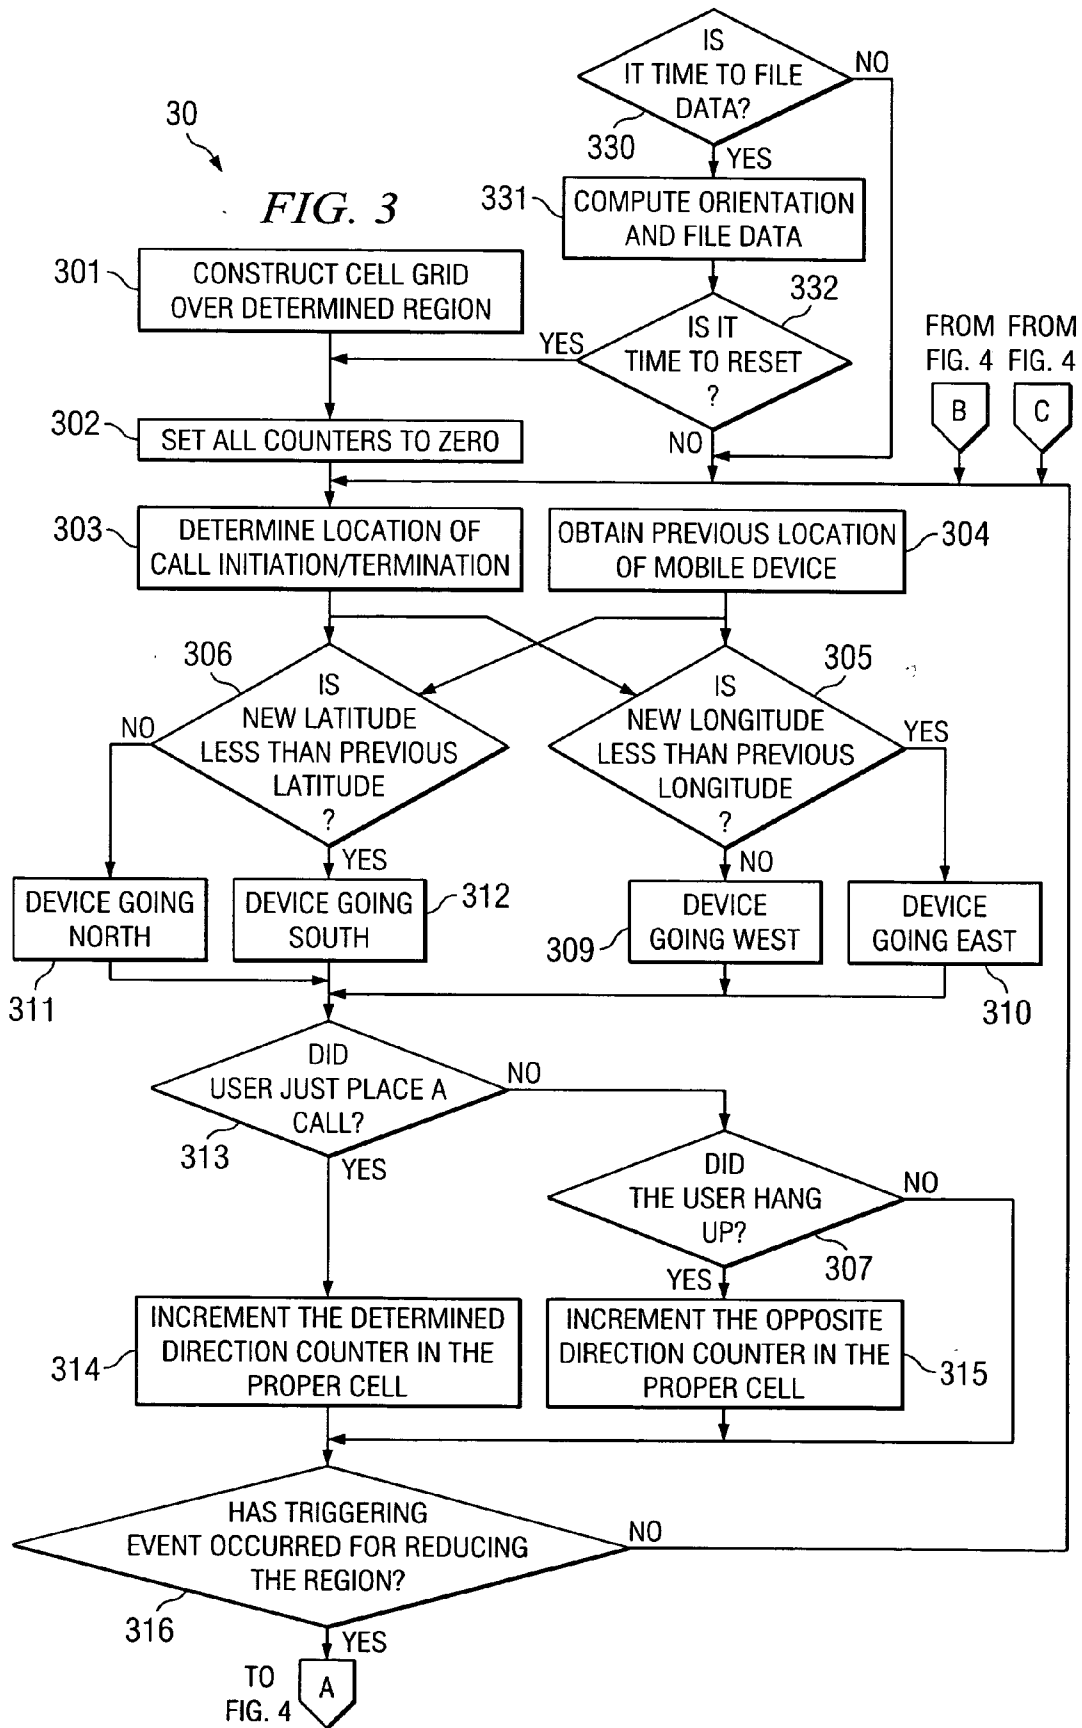 IS
IT TIME TO FILE
DATA?
NO
330
YES
30
FIG. 3
331
COMPUTE ORIENTATION
AND FILE DATA
301
CONSTRUCT CELL GRID
OVER DETERMINED REGION
332
YES
IS IT
TIME TO RESET
?
NO
FROM
FIG. 4
FROM
FIG. 4
B
C
302
SET ALL COUNTERS TO ZERO
303
DETERMINE LOCATION OF
CALL INITIATION/TERMINATION
OBTAIN PREVIOUS LOCATION
OF MOBILE DEVICE
304
306
IS
NEW LATITUDE
LESS THAN PREVIOUS
LATITUDE
?
NO
YES
305
IS
NEW LONGITUDE
LESS THAN PREVIOUS
LONGITUDE
?
YES
NO
DEVICE GOING
NORTH
311
DEVICE GOING
SOUTH
312
DEVICE
GOING WEST
309
DEVICE
GOING EAST
310
DID
USER JUST PLACE A
CALL?
313
NO
YES
DID
THE USER HANG
UP?
NO
307
YES
314
INCREMENT THE DETERMINED
DIRECTION COUNTER IN THE
PROPER CELL
INCREMENT THE OPPOSITE
DIRECTION COUNTER IN THE
PROPER CELL
315
HAS TRIGGERING
EVENT OCCURRED FOR REDUCING
THE REGION?
NO
316
YES
TO
FIG. 4
A